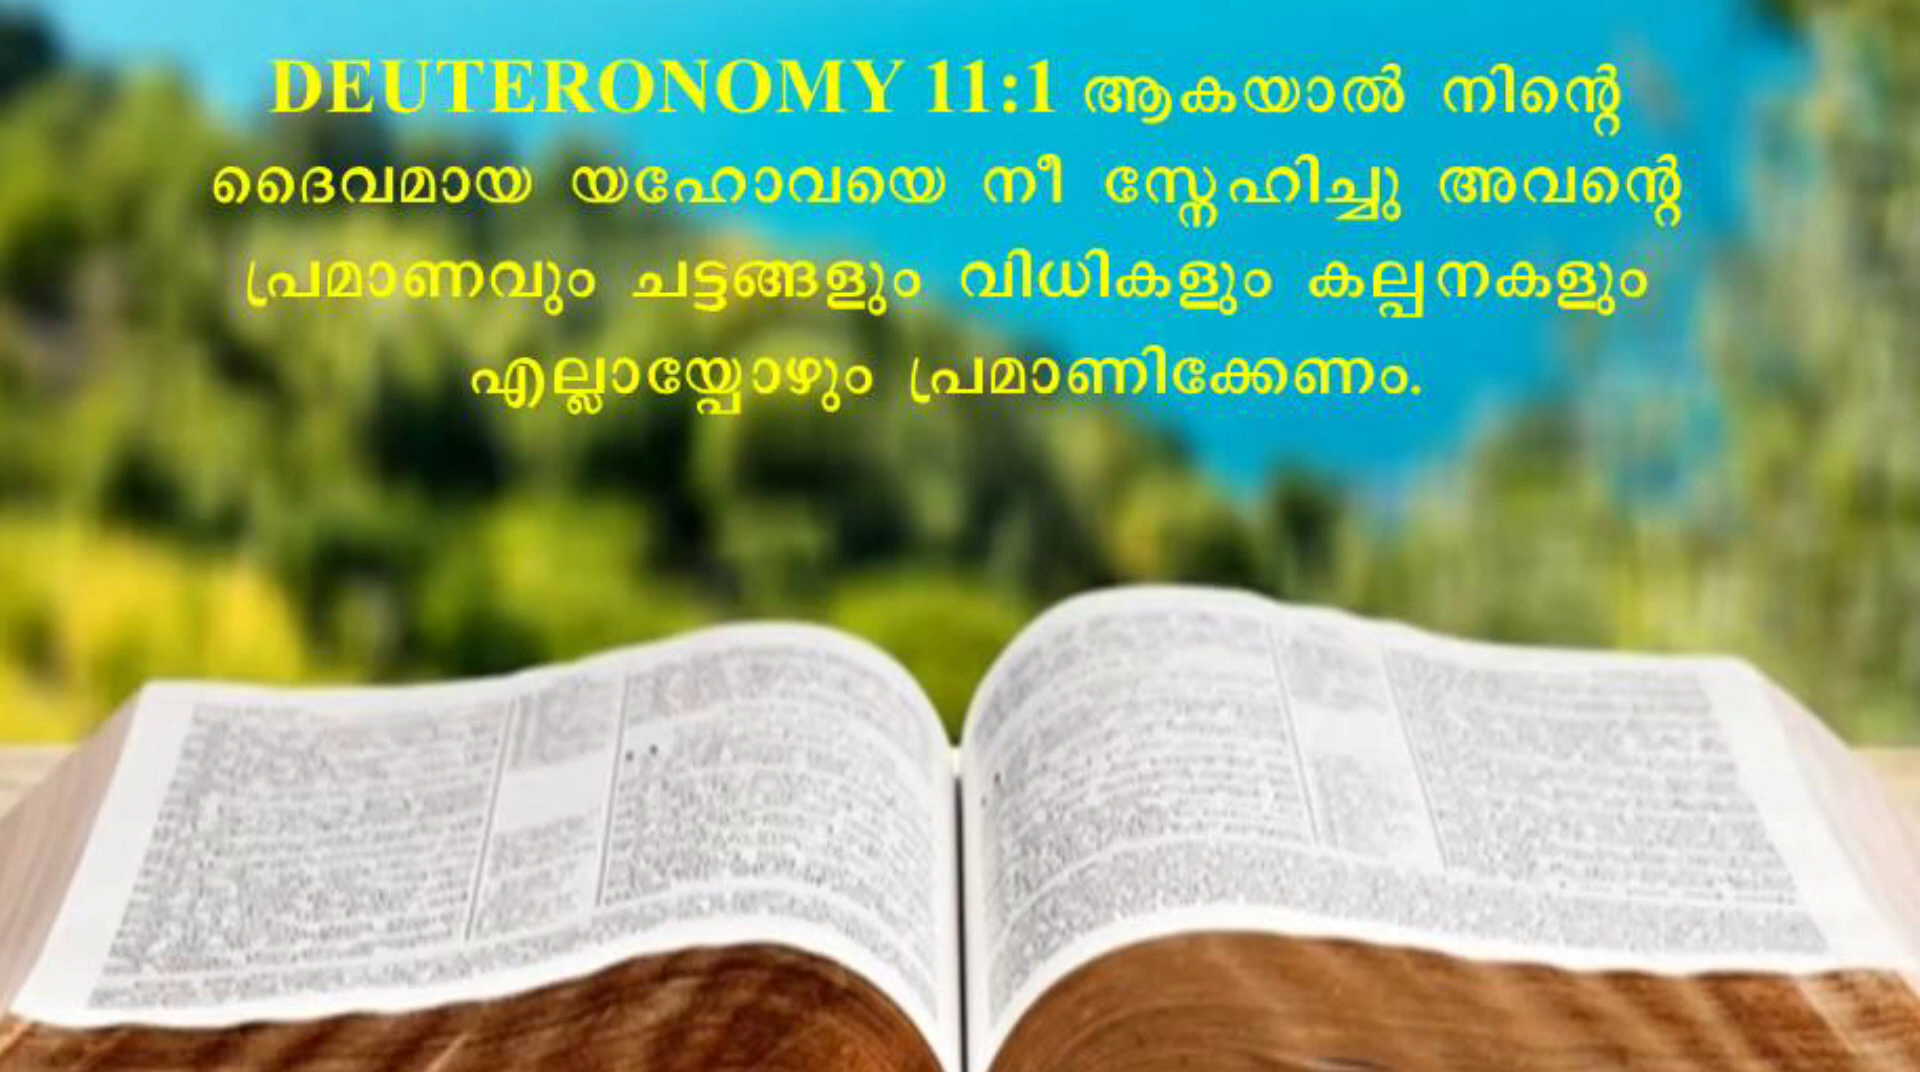 DEUTERONOMY 11:1 ആകയാൽ നിന്റെ
ദൈവമായ യഹോവയെ നീ സ്നേഹിച്ചു അവന്റെ
പ്രമാണവും ചട്ടങ്ങളും വിധികളും കല്പനകളും
എല്ലായ്പോഴും പ്രമാണിക്കേണം.